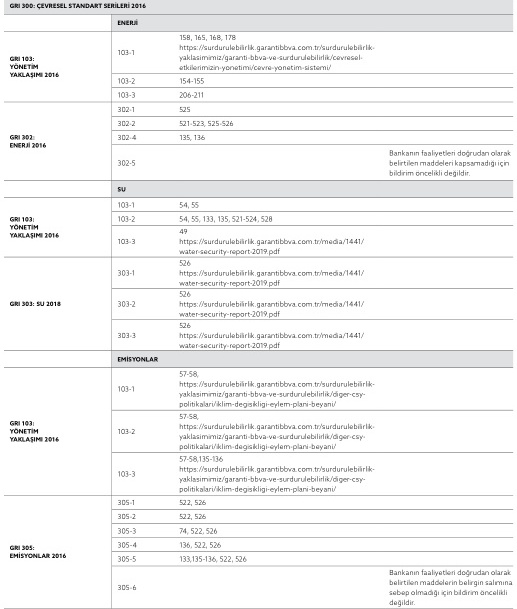 GRI 300: ÇEVRESEL STANDART SERİLERİ 2016
ENERJİ
GRI 103:
YÖNETİM
YAKLAŞIMI 2016
103-1
158, 165, 168, 178
https://surdurulebilirlik.garantibbva.com.tr/surdurulebilirlik-
yaklasimimiz/garanti-bbva-ve-surdurulebilirlik/cevresel-
etkilerimizin-yonetimi/cevre-yonetim-sistemi/
103-2
154-155
103-3
206-211
GRI 302:
ENERJİ 2016
302-1
525
302-2
521-523, 525-526
302-4
135, 136
302-5
Bankanın faaliyetleri doğrudan olarak
belirtilen maddeleri kapsamadığı için
bildirim öncelikli değildir.
SU
GRI 103:
YÖNETİM
YAKLAŞIMI 2016
103-1
54, 55
103-2
54, 55, 133, 135, 521-524, 528
103-3
49
https://surdurulebilirlik.garantibbva.com.tr/media/1441/
water-security-report-2019.pdf
GRI 303: SU 2018
303-1
526
https://surdurulebilirlik.garantibbva.com.tr/media/1441/
water-security-report-2019.pdf
303-2
526
https://surdurulebilirlik.garantibbva.com.tr/media/1441/
water-security-report-2019.pdf
303-3
526
https://surdurulebilirlik.garantibbva.com.tr/media/1441/
water-security-report-2019.pdf
EMİSYONLAR
GRI 103:
YÖNETİM
YAKLAŞIMI 2016
103-1
57-58,
https://surdurulebilirlik.garantibbva.com.tr/surdurulebilirlik-
yaklasimimiz/garanti-bbva-ve-surdurulebilirlik/diger-csy-
politikalari/iklim-degisikligi-eylem-plani-beyani/
103-2
57-58,
https://surdurulebilirlik.garantibbva.com.tr/surdurulebilirlik-
yaklasimimiz/garanti-bbva-ve-surdurulebilirlik/diger-csy-
politikalari/iklim-degisikligi-eylem-plani-beyani/
103-3
57-58,135-136
https://surdurulebilirlik.garantibbva.com.tr/surdurulebilirlik-
yaklasimimiz/garanti-bbva-ve-surdurulebilirlik/diger-csy-
politikalari/iklim-degisikligi-eylem-plani-beyani/
GRI 305:
EMİSYONLAR 2016
305-1
522, 526
305-2
522, 526
305-3
74, 522, 526
305-4
136, 522, 526
305-5
133,135-136, 522, 526
305-6
Bankanın faaliyetleri doğrudan olarak
belirtilen maddelerin belirgin salımına
sebep olmadığı için bildirim öncelikli
değildir.